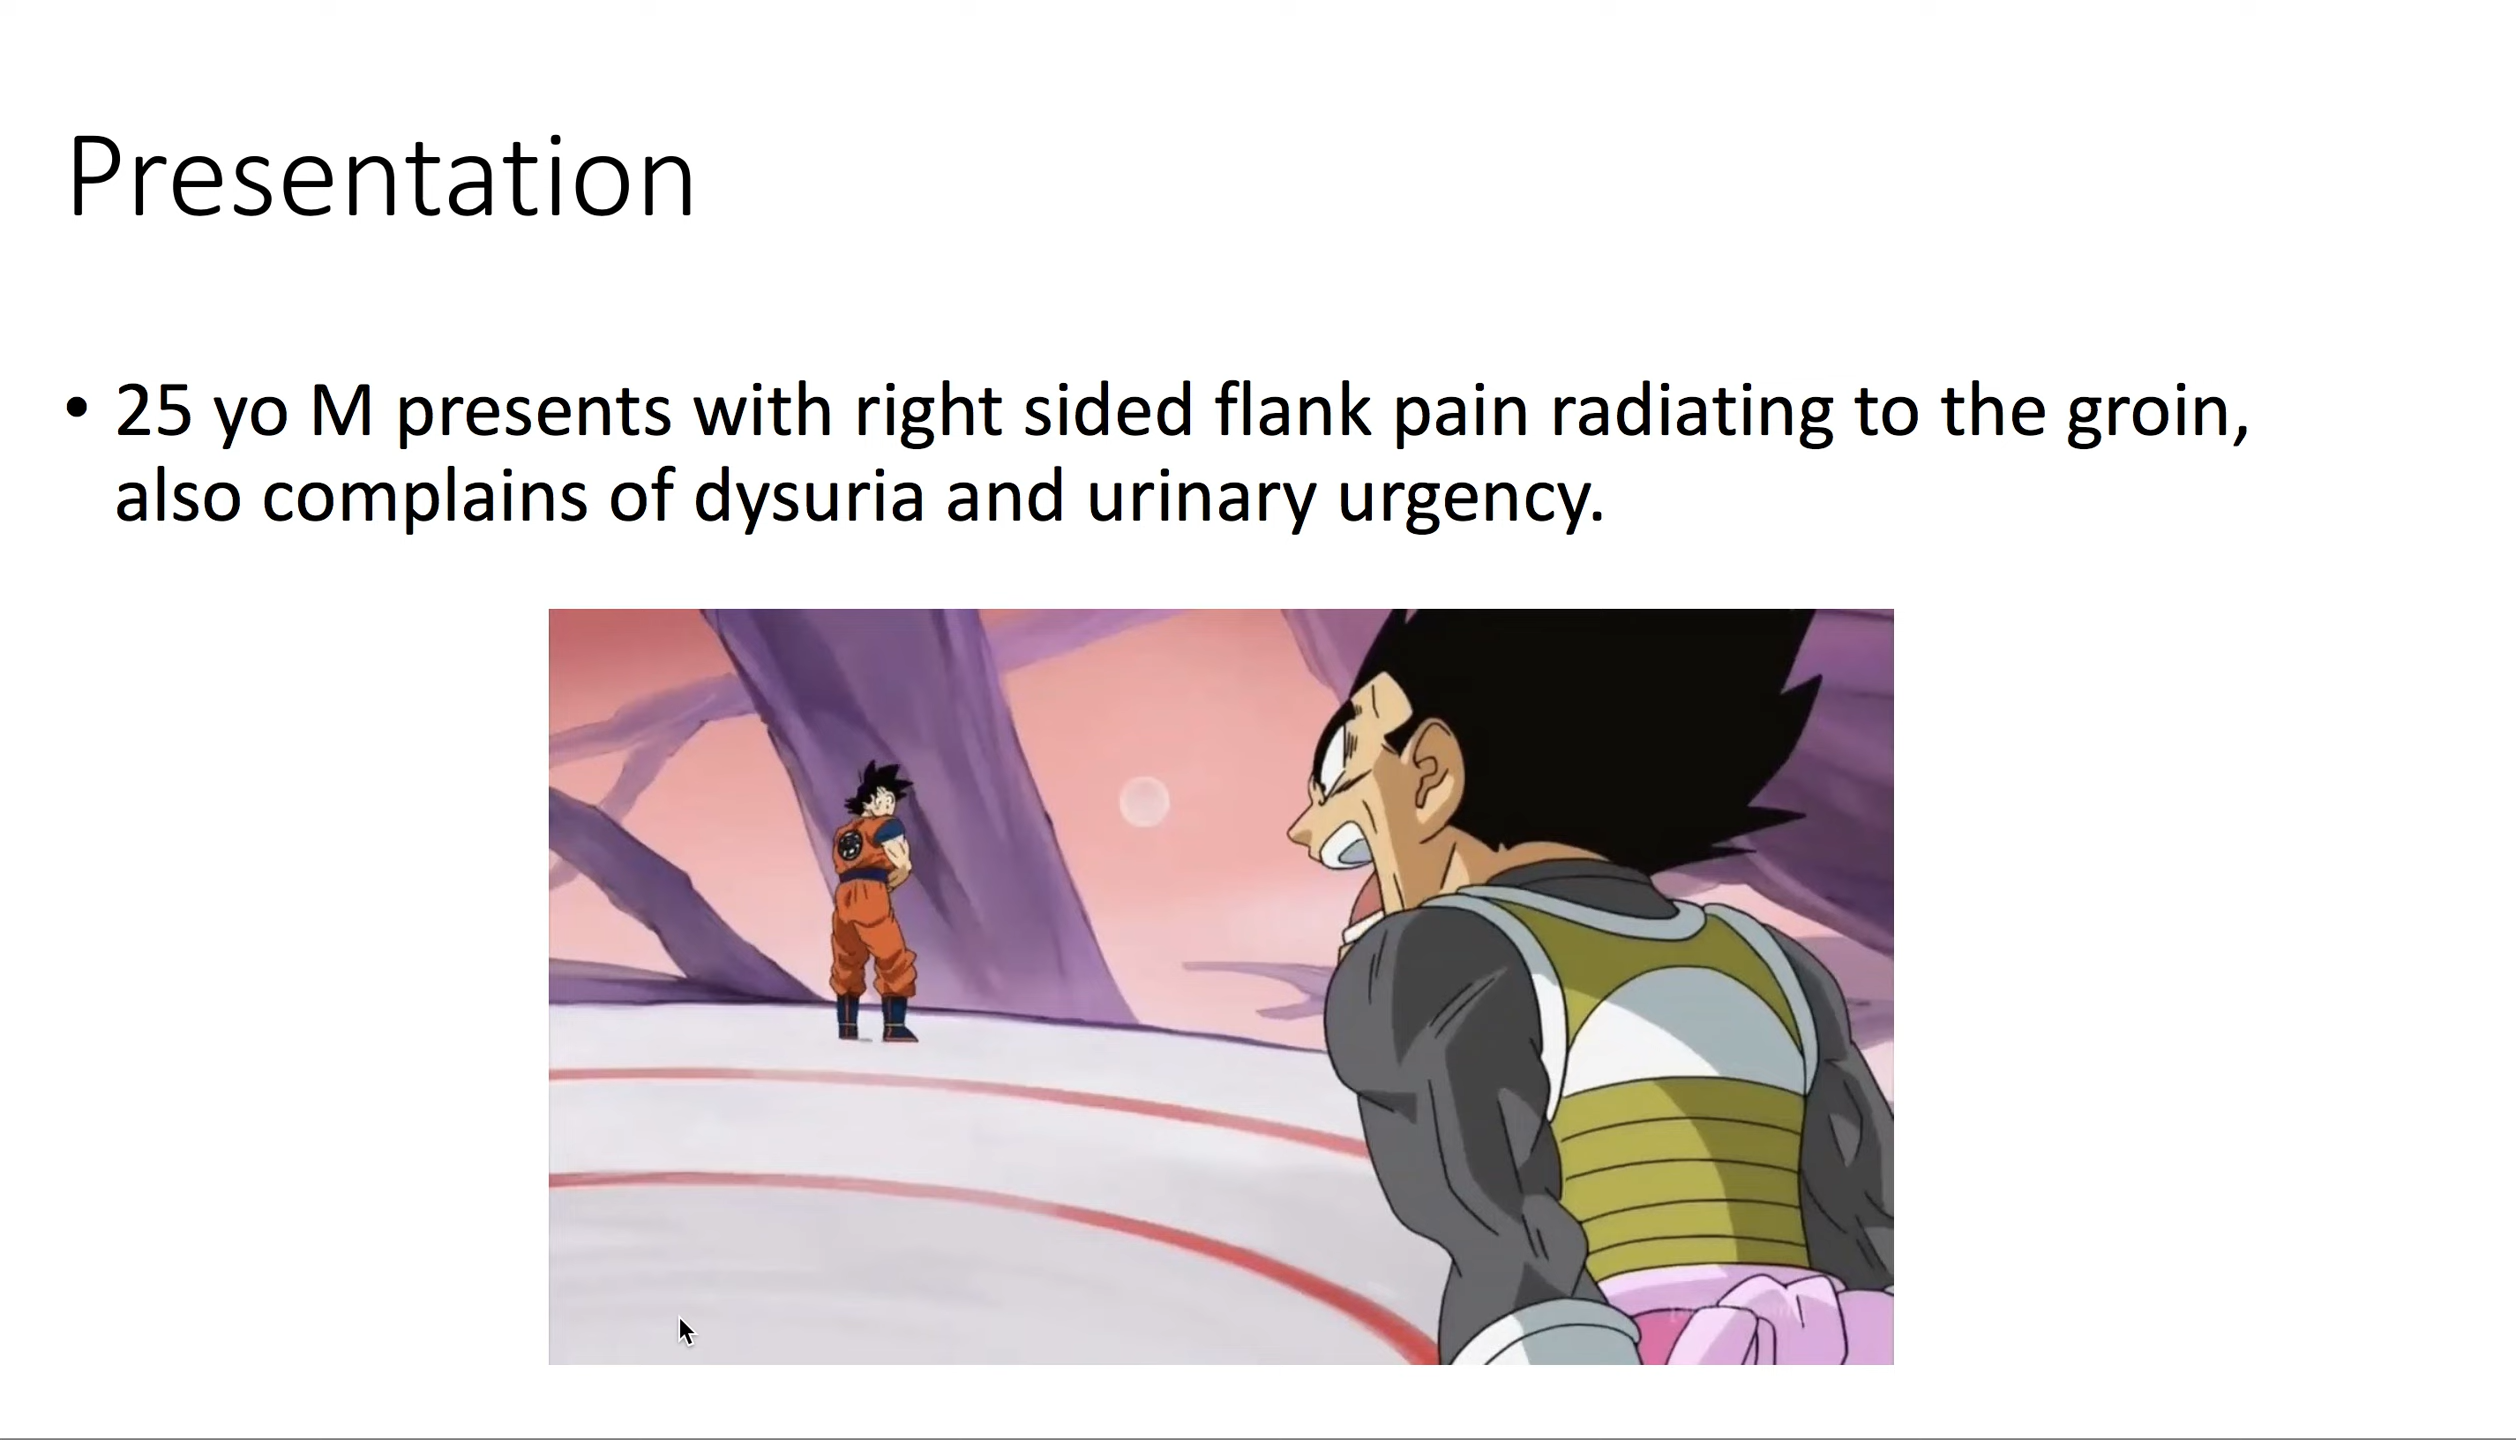 Presentation
• 25 yo M presents with right sided flank pain radiating to the groin,
also complains of dysuria and urinary urgency.